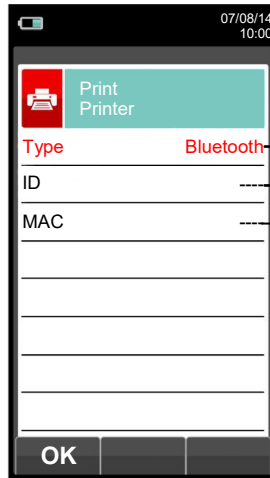 07/08/14
10:00
Print
Printer
Type Bluetooth
ID ----
MAC ----
OK